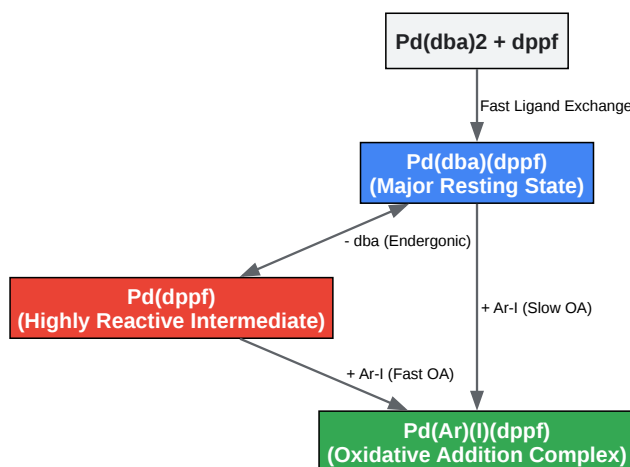 Pd(dba)2 + dppf
Fast Ligand Exchange
Pd(dba)(dppf)
(Major Resting State)
- dba (Endergonic)
Pd(dppf)
(Highly Reactive Intermediate)
+ Ar-I (Slow OA)
+ Ar-I (Fast OA)
Pd(Ar)(I)(dppf)
(Oxidative Addition Complex)